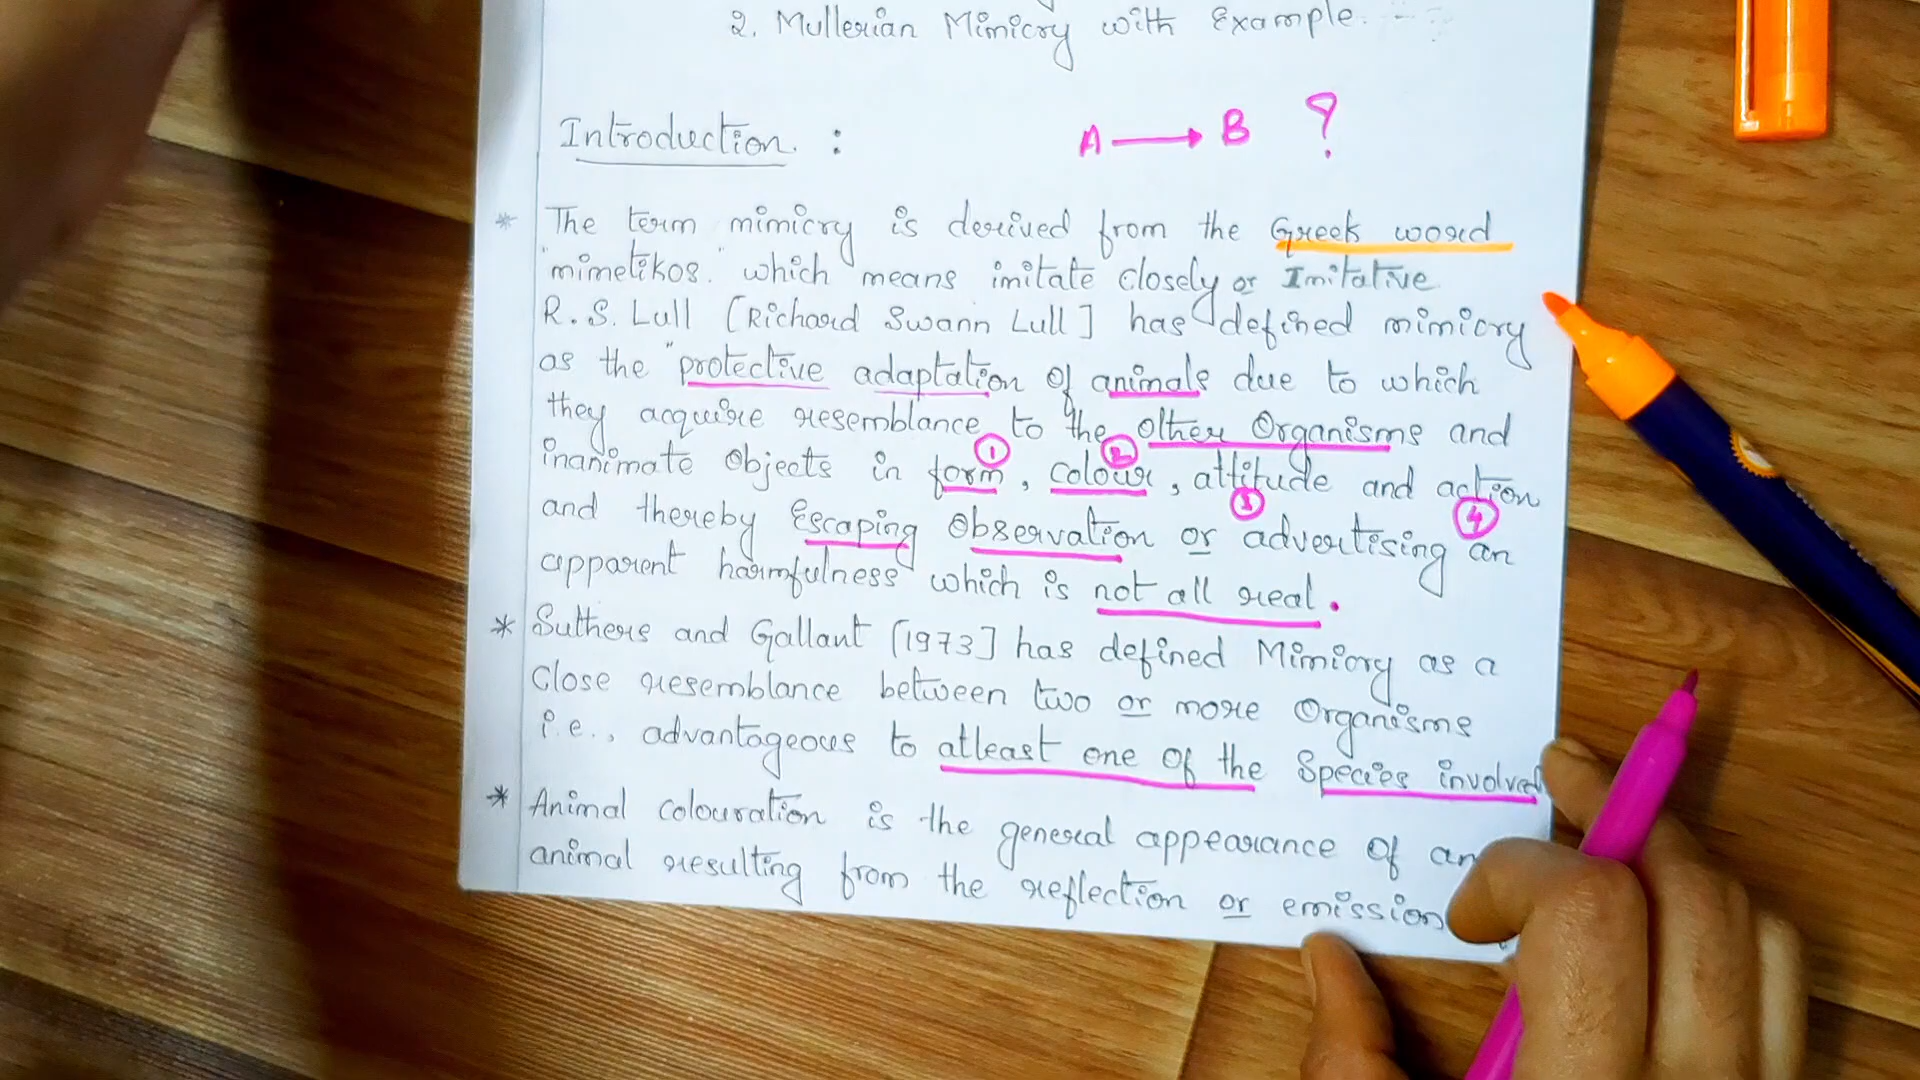 2. Mullerian Mimicry with Example.
Introduction :
A → B ?
* The term mimicry is derived from the Greek word
"mimetikos." which means imitate closely or Imitative.
R.S. Lull [Richard Swann Lull] has defined mimicry
as the "protective adaptation of animals due to which
they acquire resemblance to the other Organisms and
1 2
inanimate Objects in form, colour, attitude and action
3 4
and thereby Escaping Observation or advertising an
apparent harmfulness which is not all real.
* Suthers and Gallant [1973] has defined Mimicry as a
Close resemblance between two or more Organisms
i.e., advantageous to atleast one of the Species involved
* Animal colouration is the general appearance of an
animal resulting from the reflection or emission